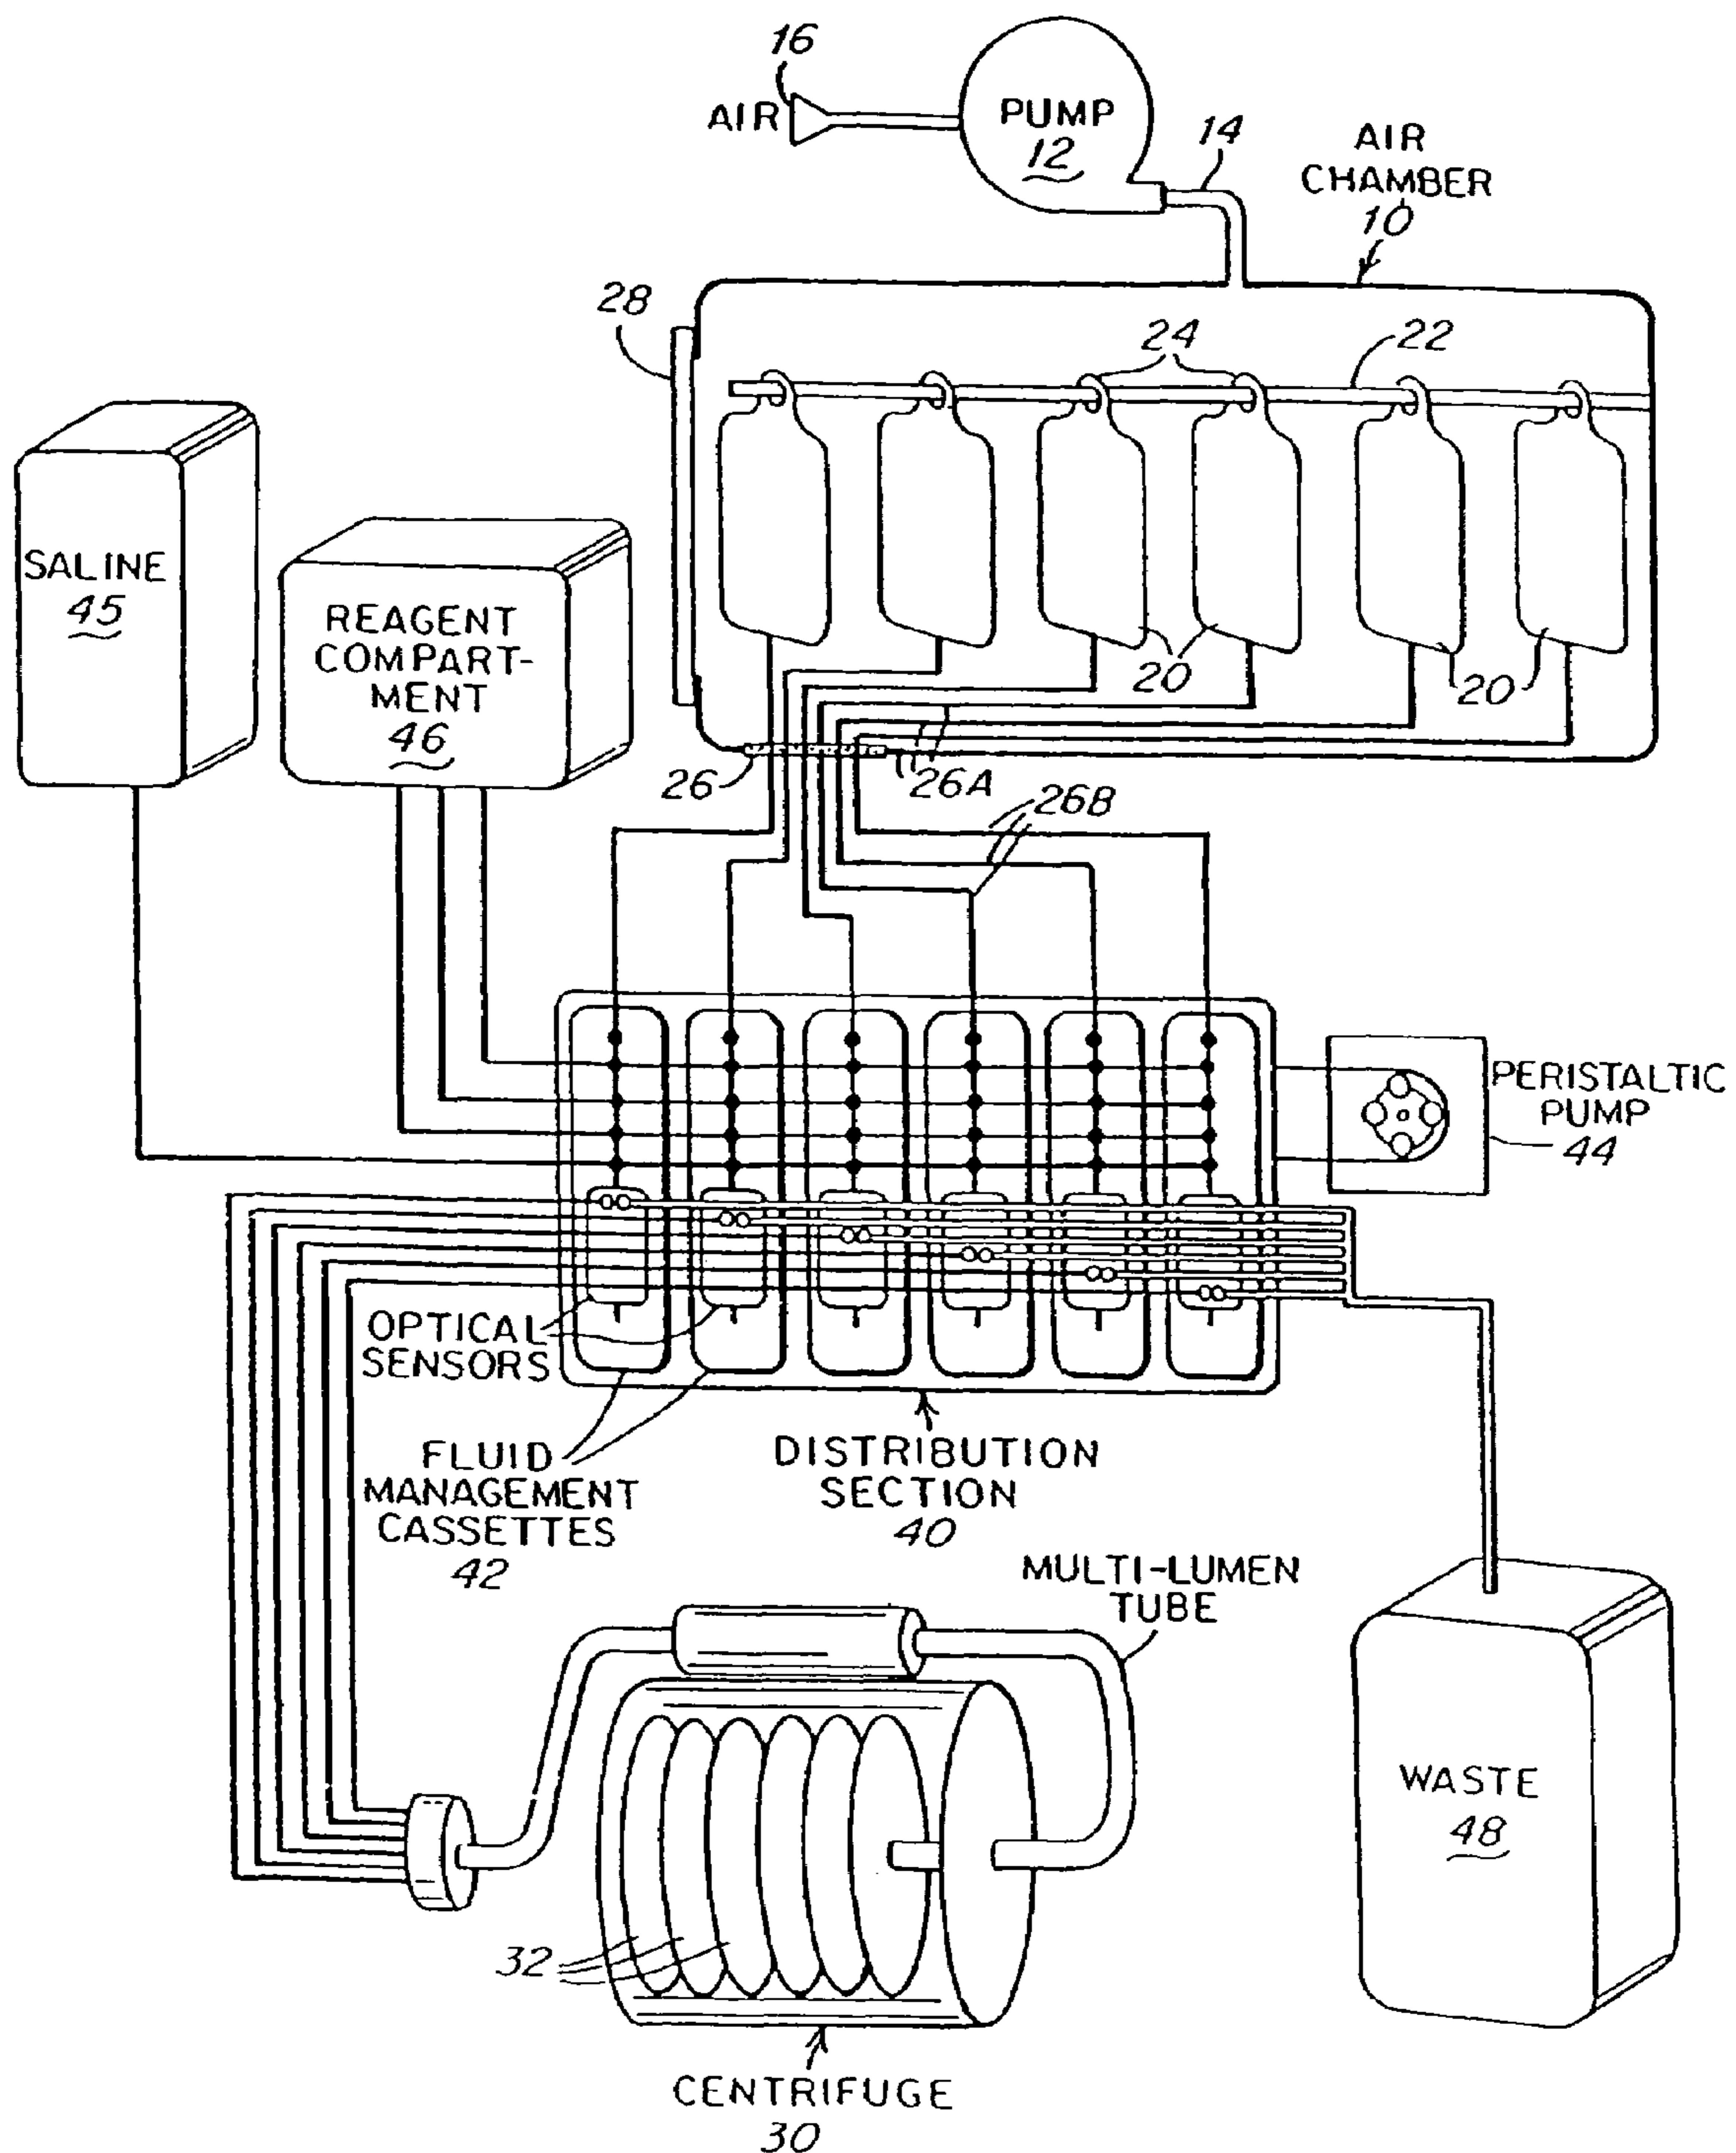 16
AIR
PUMP
12
14
AIR
CHAMBER
10
28
24
22
SALINE
45
REAGENT
COMPART-
MENT
46
20
20
26
26A
26B
PERISTALTIC
PUMP
44
OPTICAL
SENSORS
FLUID
MANAGEMENT
CASSETTES
42
DISTRIBUTION
SECTION
40
MULTI-LUMEN
TUBE
WASTE
48
32
CENTRIFUGE
30